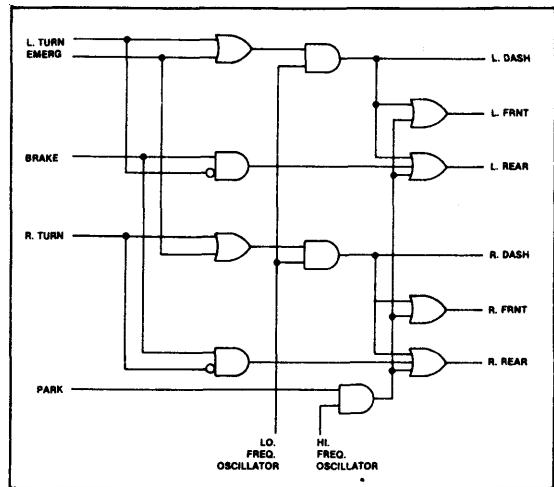 L. TURN
EMERG
L. DASH
L. FRNT
BRAKE
L. REAR
R. TURN
R. DASH
R. FRNT
R. REAR
PARK
LO.
FREQ.
OSCILLATOR
HI.
FREQ.
OSCILLATOR